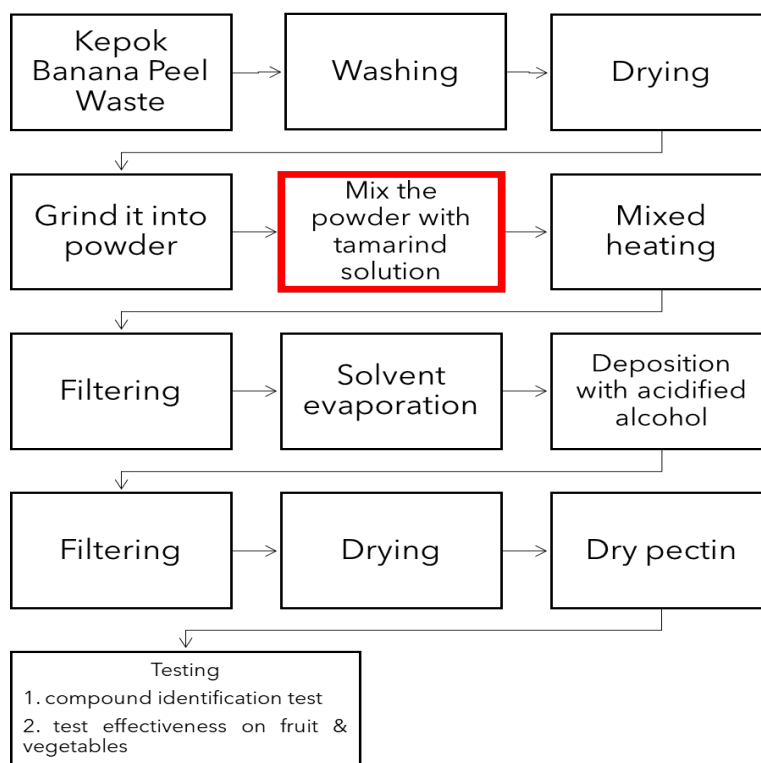 Kepok
Banana Peel
Waste
Washing
Drying
Grind it into
powder
Mix the
powder with
tamarind
solution
Mixed
heating
Filtering
Solvent
evaporation
Deposition
with acidified
alcohol
Filtering
Drying
Dry pectin
Testing
1. compound identification test
2. test effectiveness on fruit &
vegetables